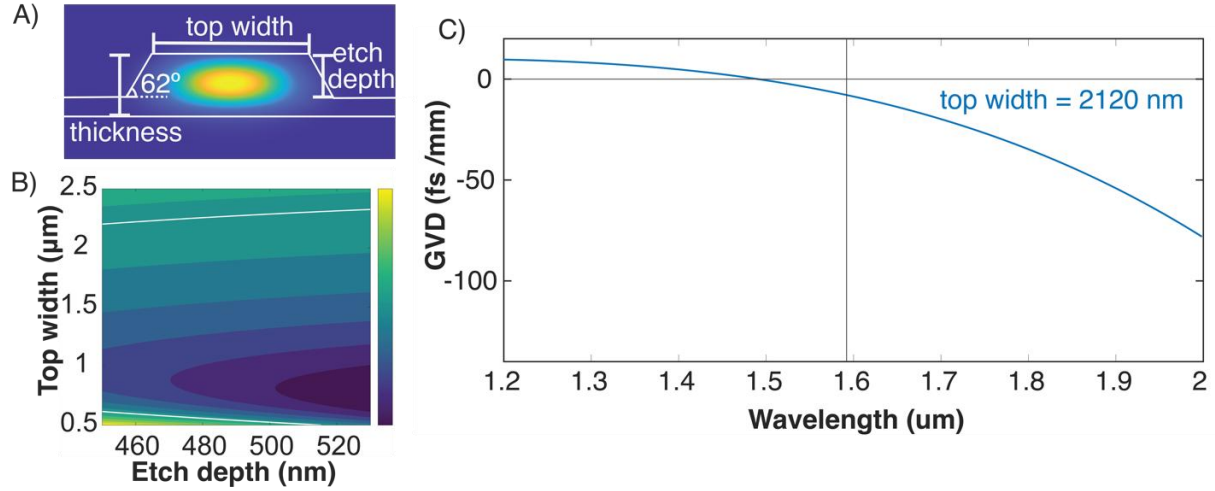 A)
top width
etch
depth
62º
thickness
B)
Top width (µm)
2.5
2
1.5
1
0.5
460 480 500 520
Etch depth (nm)
C)
GVD (fs /mm)
0
-50
-100
top width = 2120 nm
1.2 1.3 1.4 1.5 1.6 1.7 1.8 1.9 2
Wavelength (um)